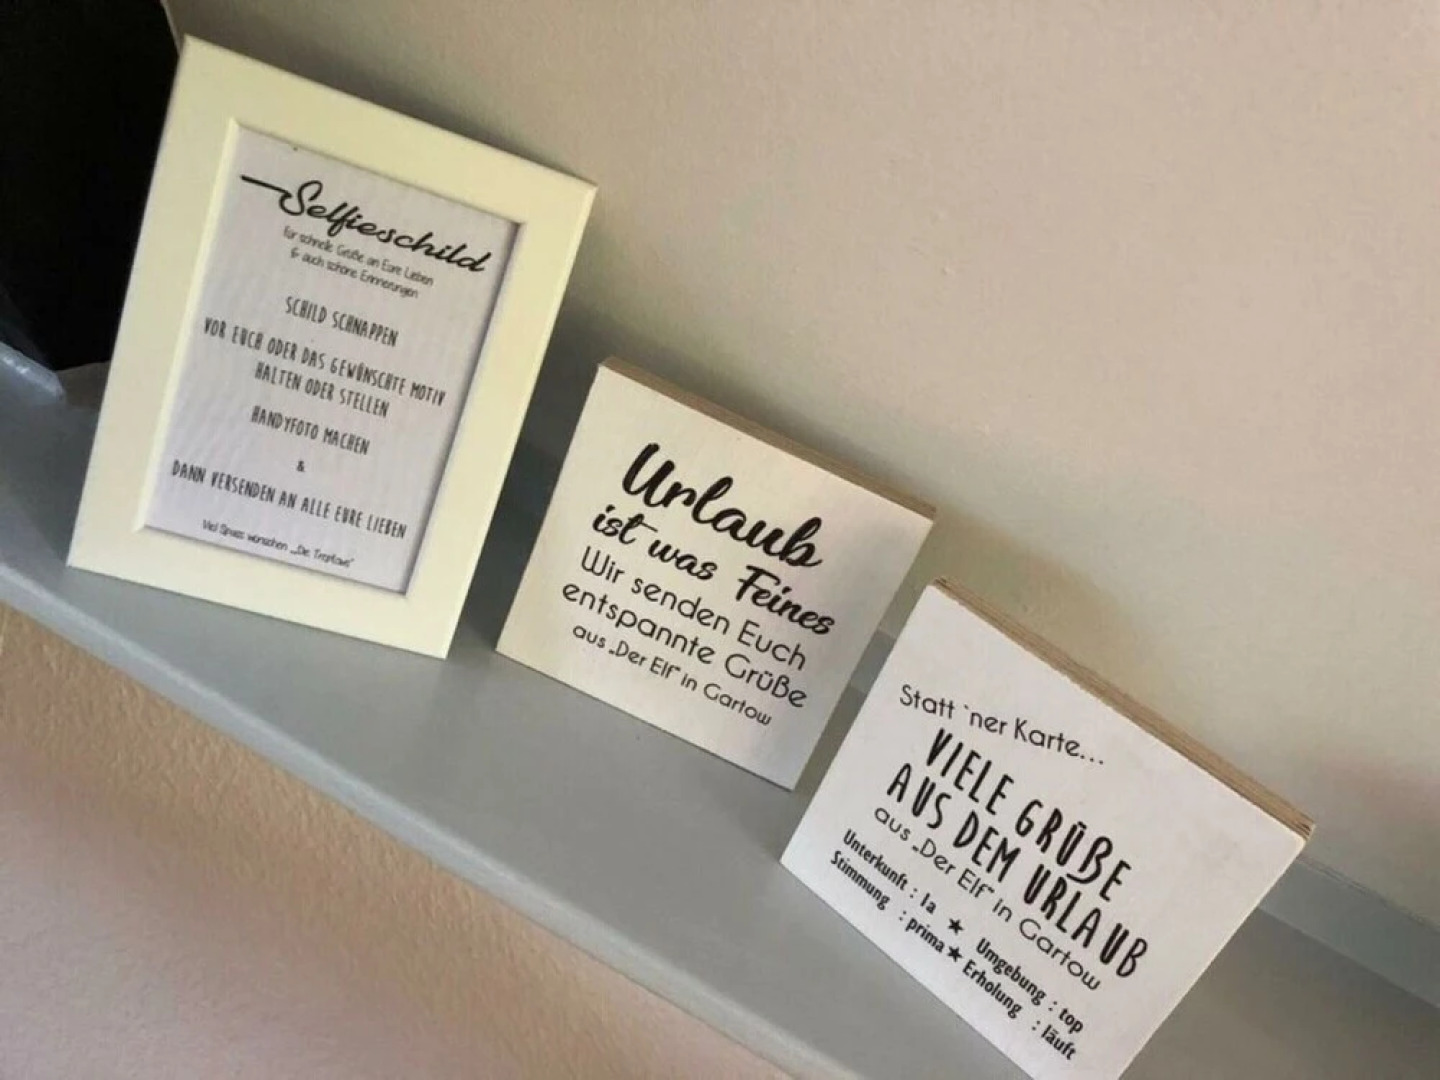 Selfieschild
Für schnelle Grüße an Eure Lieben
& auch schöne Erinnerungen
SCHILD SCHNAPPEN
VOR EUCH ODER DAS GEWÜNSCHTE MOTIV
HALTEN ODER STELLEN
HANDYFOTO MACHEN
&
DANN VERSENDEN AN ALLE EURE LIEBEN
Viel Spass wünschen „Die
Urlaub
ist was Feines
Wir senden Euch
entspannte Grüße
aus „Der Elf“ in Gartow
Statt `ner Karte...
VIELE GRÜßE
AUS DEM URLAUB
aus „Der Elf“ in Gartow
Unterkunft : 1a ★ Umgebung : top
Stimmung : prima ★ Erholung : läuft